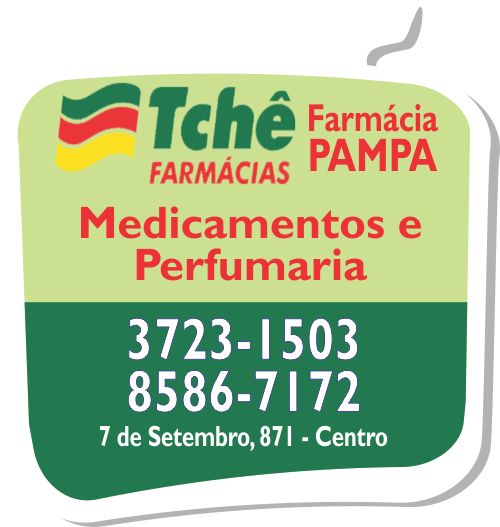 Tchê
FARMÁCIAS
Farmácia
PAMPA
Medicamentos e
Perfumaria
3723-1503
8586-7172
7 de Setembro, 871 - Centro